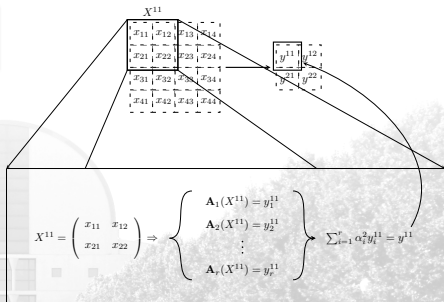 X^{11}
x_{11} x_{12} x_{13} x_{14}
x_{21} x_{22} x_{23} x_{24}
x_{31} x_{32} x_{33} x_{34}
x_{41} x_{42} x_{43} x_{44}
y^{11} y^{12}
y^{21} y^{22}
X^{11} = ( x_{11} x_{12}
x_{21} x_{22} ) ⇒
A_1(X^{11}) = y_1^{11}
A_2(X^{11}) = y_2^{11}
⋮
A_r(X^{11}) = y_r^{11}
∑_{i=1}^{r} α_i^2 y_i^{11} = y^{11}